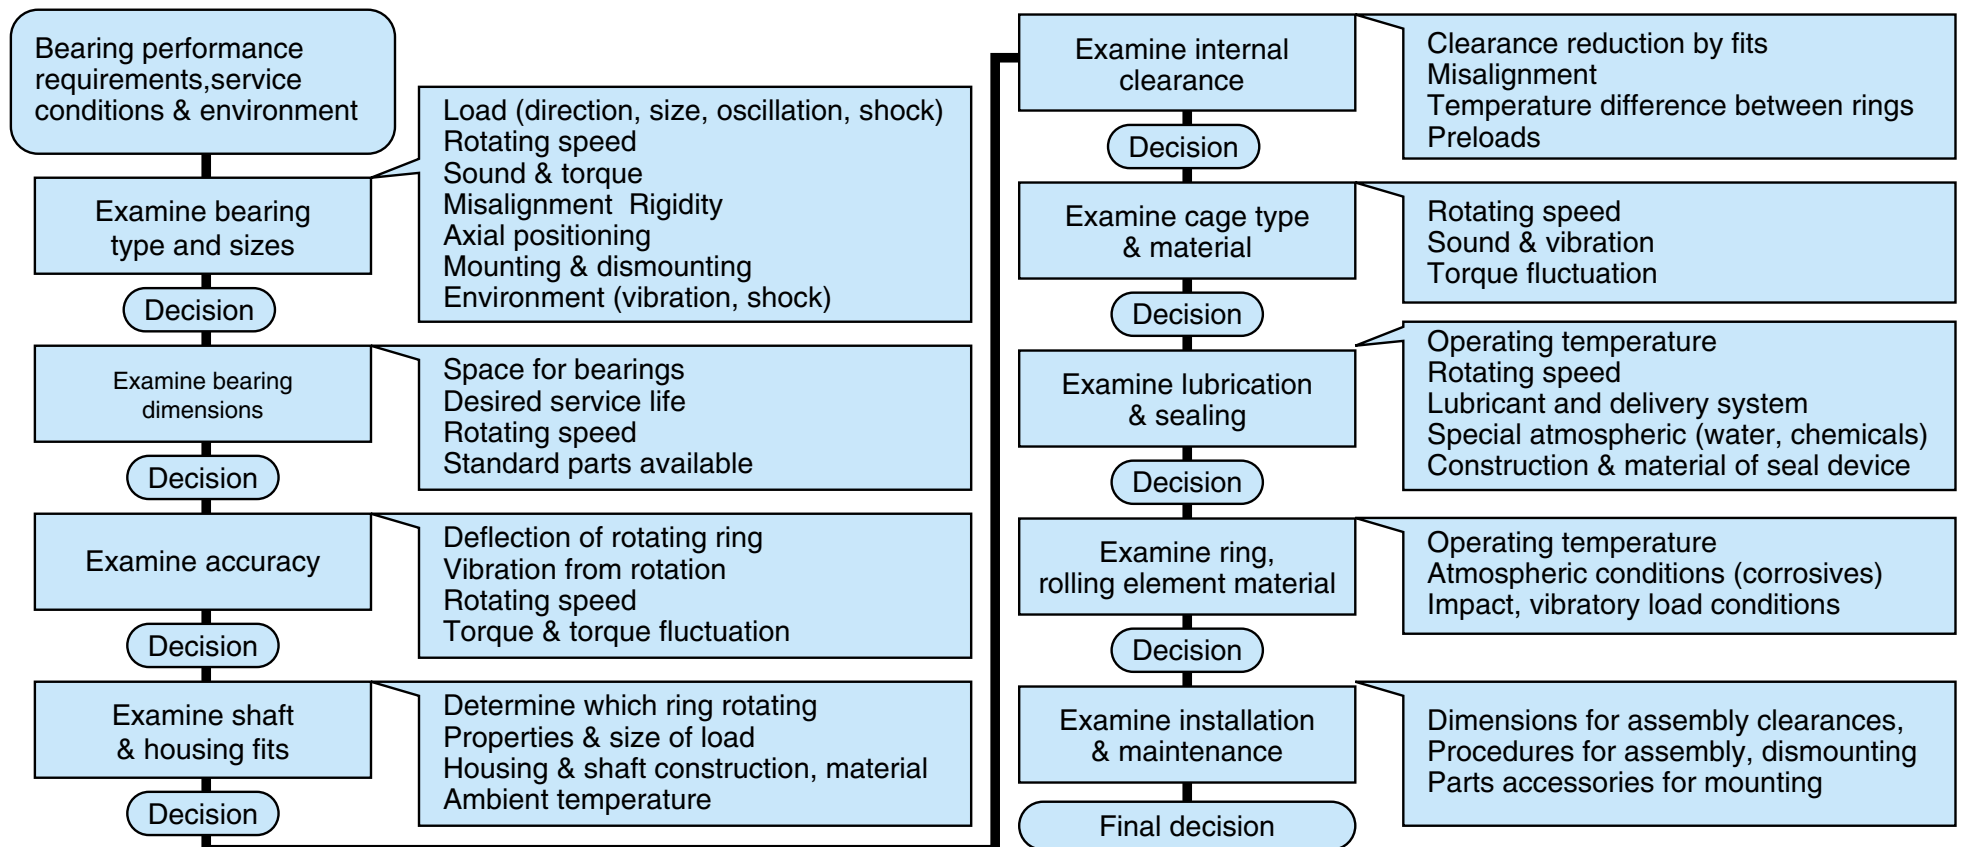 Bearing performance
requirements,service
conditions & environment
Load (direction, size, oscillation, shock)
Rotating speed
Sound & torque
Misalignment  Rigidity
Axial positioning
Mounting & dismounting
Environment (vibration, shock)
Examine bearing
type and sizes
Decision
Examine bearing
dimensions
Space for bearings
Desired service life
Rotating speed
Standard parts available
Decision
Examine accuracy
Deflection of rotating ring
Vibration from rotation
Rotating speed
Torque & torque fluctuation
Decision
Examine shaft
& housing fits
Determine which ring rotating
Properties & size of load
Housing & shaft construction, material
Ambient temperature
Decision
Examine internal
clearance
Clearance reduction by fits
Misalignment
Temperature difference between rings
Preloads
Decision
Examine cage type
& material
Rotating speed
Sound & vibration
Torque fluctuation
Decision
Examine lubrication
& sealing
Operating temperature
Rotating speed
Lubricant and delivery system
Special atmospheric (water, chemicals)
Construction & material of seal device
Decision
Examine ring,
rolling element material
Operating temperature
Atmospheric conditions (corrosives)
Impact, vibratory load conditions
Decision
Examine installation
& maintenance
Dimensions for assembly clearances,
Procedures for assembly, dismounting
Parts accessories for mounting
Final decision